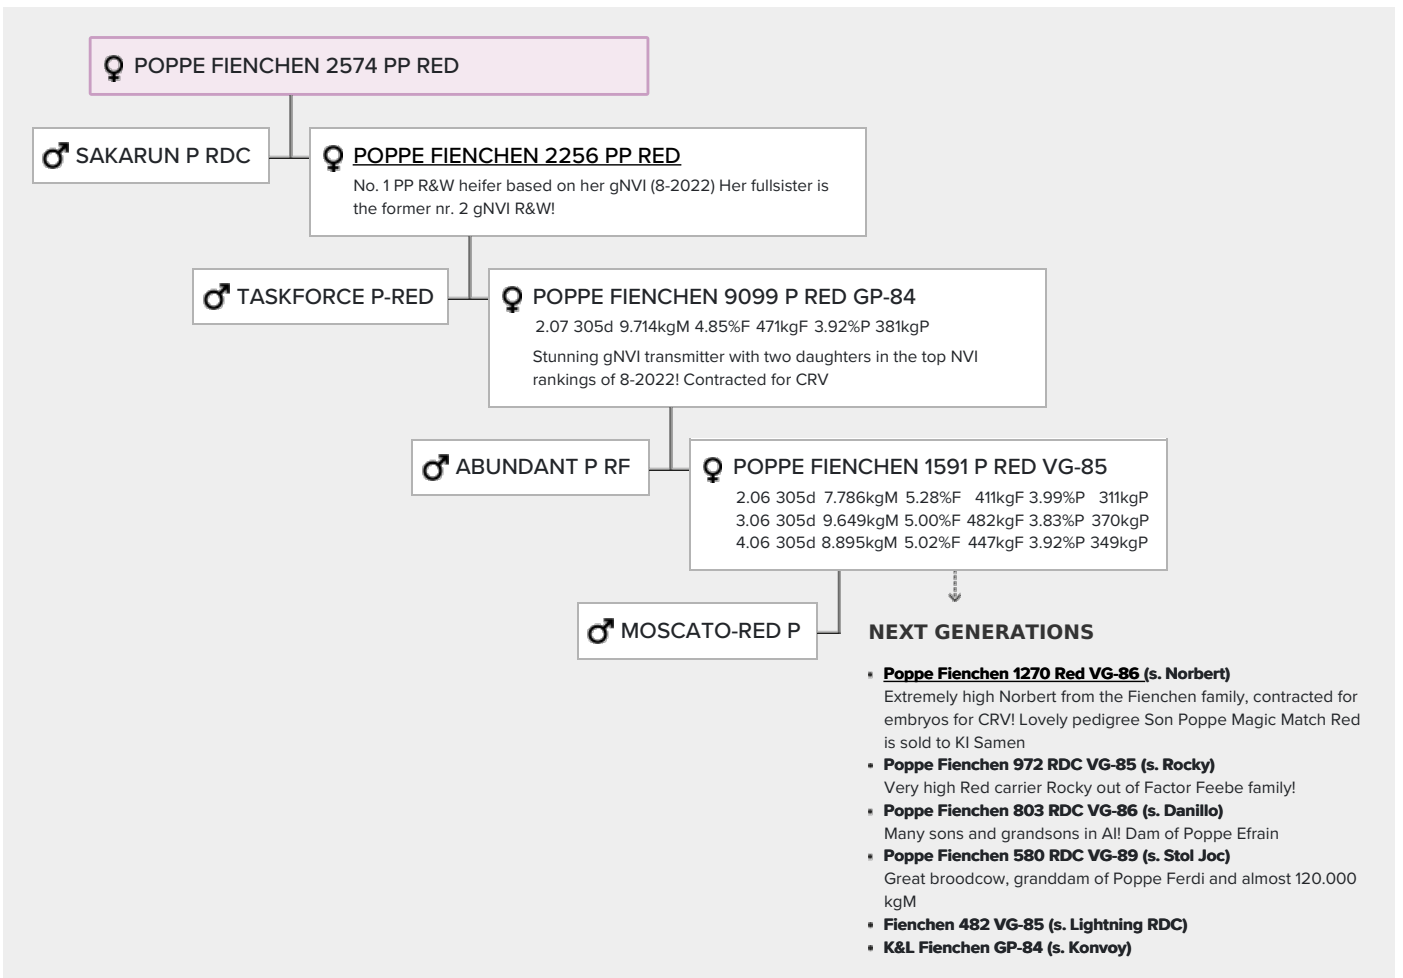 POPPE FIENCHEN 2574 PP RED
SAKARUN P RDC
POPPE FIENCHEN 2256 PP RED
No. 1 PP R&W heifer based on her gNVI (8-2022) Her fullsister is
the former nr. 2 gNVI R&W!
TASKFORCE P-RED
POPPE FIENCHEN 9099 P RED GP-84
2.07 305d 9.714kgM 4.85%F 471kgF 3.92%P 381kgP
Stunning gNVI transmitter with two daughters in the top NVI
rankings of 8-2022! Contracted for CRV
ABUNDANT P RF
POPPE FIENCHEN 1591 P RED VG-85
2.06 305d 7.786kgM 5.28%F 411kgF 3.99%P 311kgP
3.06 305d 9.649kgM 5.00%F 482kgF 3.83%P 370kgP
4.06 305d 8.895kgM 5.02%F 447kgF 3.92%P 349kgP
MOSCATO-RED P
NEXT GENERATIONS
Poppe Fienchen 1270 Red VG-86 (s. Norbert)
Extremely high Norbert from the Fienchen family, contracted for
embryos for CRV! Lovely pedigree Son Poppe Magic Match Red
is sold to KI Samen
Poppe Fienchen 972 RDC VG-85 (s. Rocky)
Very high Red carrier Rocky out of Factor Feebe family!
Poppe Fienchen 803 RDC VG-86 (s. Danillo)
Many sons and grandsons in AI! Dam of Poppe Efrain
Poppe Fienchen 580 RDC VG-89 (s. Stol Joc)
Great broodcow, granddam of Poppe Ferdi and almost 120.000
kgM
Fienchen 482 VG-85 (s. Lightning RDC)
K&L Fienchen GP-84 (s. Konvoy)